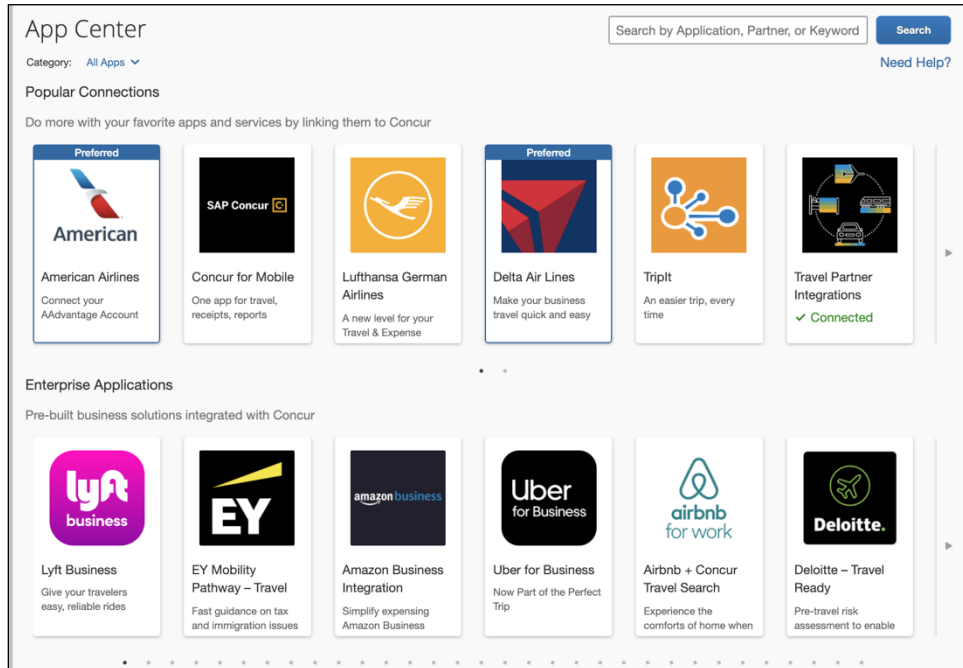 App Center
Search by Application, Partner, or Keyword
Search
Category: All Apps
Need Help?
Popular Connections
Do more with your favorite apps and services by linking them to Concur
Preferred
American
American Airlines
Connect your
AAdvantage Account
SAP Concur C
Concur for Mobile
One app for travel,
receipts, reports
Lufthansa German
Airlines
A new level for your
Travel & Expense
Preferred
Delta Air Lines
Make your business
travel quick and easy
TripIt
An easier trip, every
time
Travel Partner
Integrations
Connected
Enterprise Applications
Pre-built business solutions integrated with Concur
lyft
business
Lyft Business
Give your travelers
easy, reliable rides
EY
EY Mobility
Pathway – Travel
Fast guidance on tax
and immigration issues
amazon business
Amazon Business
Integration
Simplify expensing
Amazon Business
Uber
for Business
Uber for Business
Now Part of the Perfect
Trip
airbnb
for work
Airbnb + Concur
Travel Search
Experience the
comforts of home when
Deloitte.
Deloitte – Travel
Ready
Pre-travel risk
assessment to enable